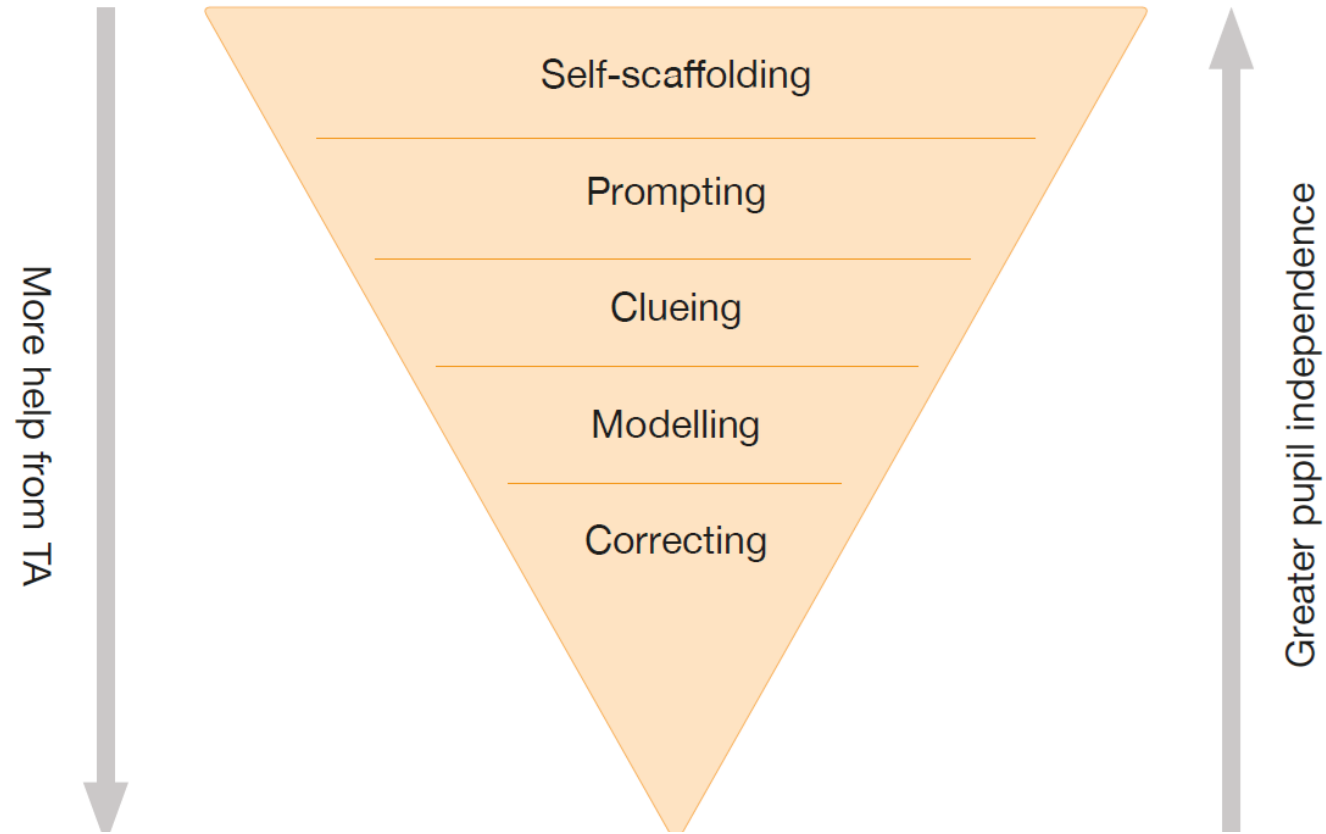 Self-scaffolding
Prompting
Clueing
Modelling
Correcting
More help from TA
Greater pupil independence